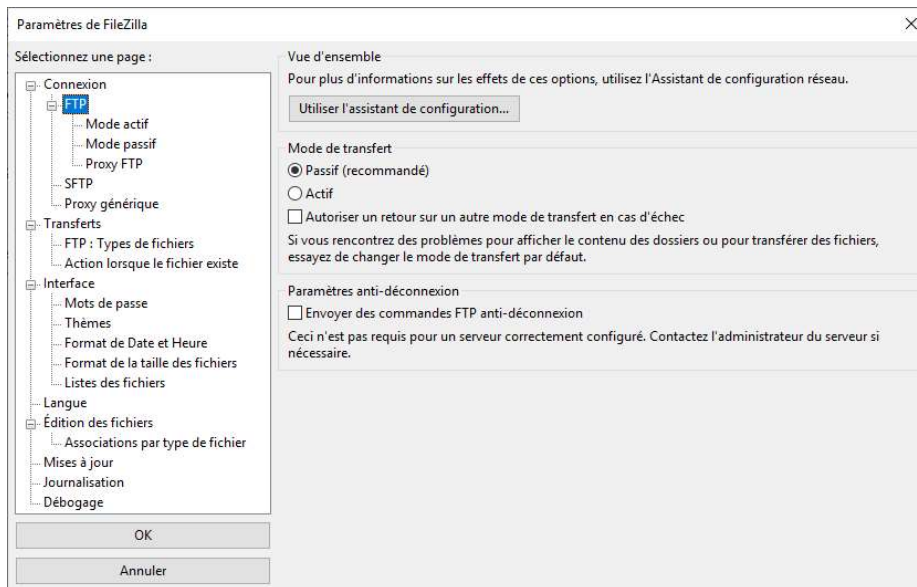 Paramètres de FileZilla
Sélectionnez une page :
Connexion
FTP
Mode actif
Mode passif
Proxy FTP
SFTP
Proxy générique
Transferts
FTP : Types de fichiers
Action lorsque le fichier existe
Interface
Mots de passe
Thèmes
Format de Date et Heure
Format de la taille des fichiers
Listes des fichiers
Langue
Édition des fichiers
Associations par type de fichier
Mises à jour
Journalisation
Débogage
OK
Annuler
Vue d'ensemble
Pour plus d'informations sur les effets de ces options, utilisez l'Assistant de configuration réseau.
Utiliser l'assistant de configuration...
Mode de transfert
Passif (recommandé)
Actif
Autoriser un retour sur un autre mode de transfert en cas d'échec
Si vous rencontrez des problèmes pour afficher le contenu des dossiers ou pour transférer des fichiers,
essayez de changer le mode de transfert par défaut.
Paramètres anti-déconnexion
Envoyer des commandes FTP anti-déconnexion
Ceci n'est pas requis pour un serveur correctement configuré. Contactez l'administrateur du serveur si
nécessaire.